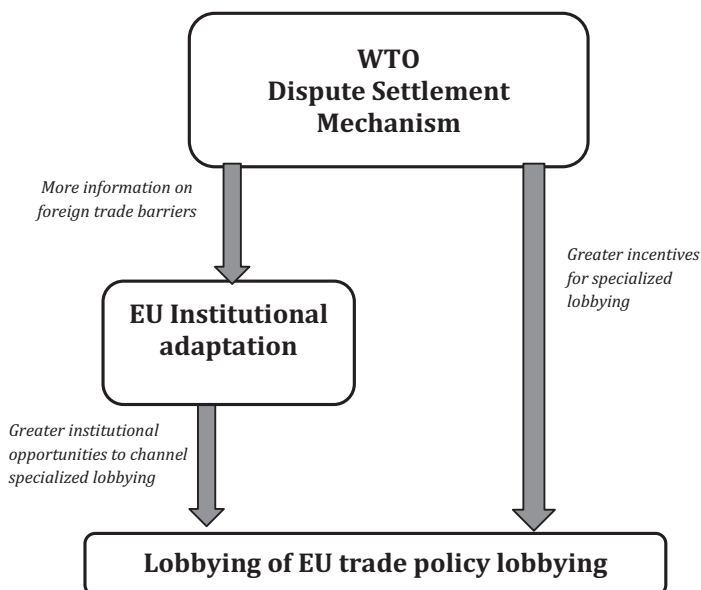 WTO
Dispute Settlement
Mechanism
More information on
foreign trade barriers
Greater incentives
for specialized
lobbying
EU Institutional
adaptation
Greater institutional
opportunities to channel
specialized lobbying
Lobbying of EU trade policy lobbying